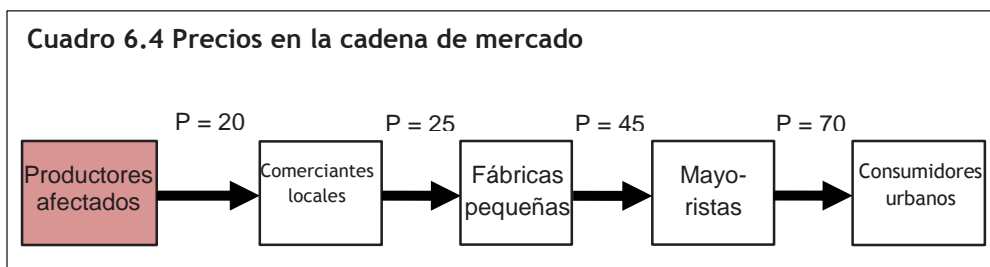 Cuadro 6.4 Precios en la cadena de mercado
P = 20
P = 25
P = 45
P = 70
Productores
afectados
Comerciantes
locales
Fábricas
pequeñas
Mayo-
ristas
Consumidores
urbanos